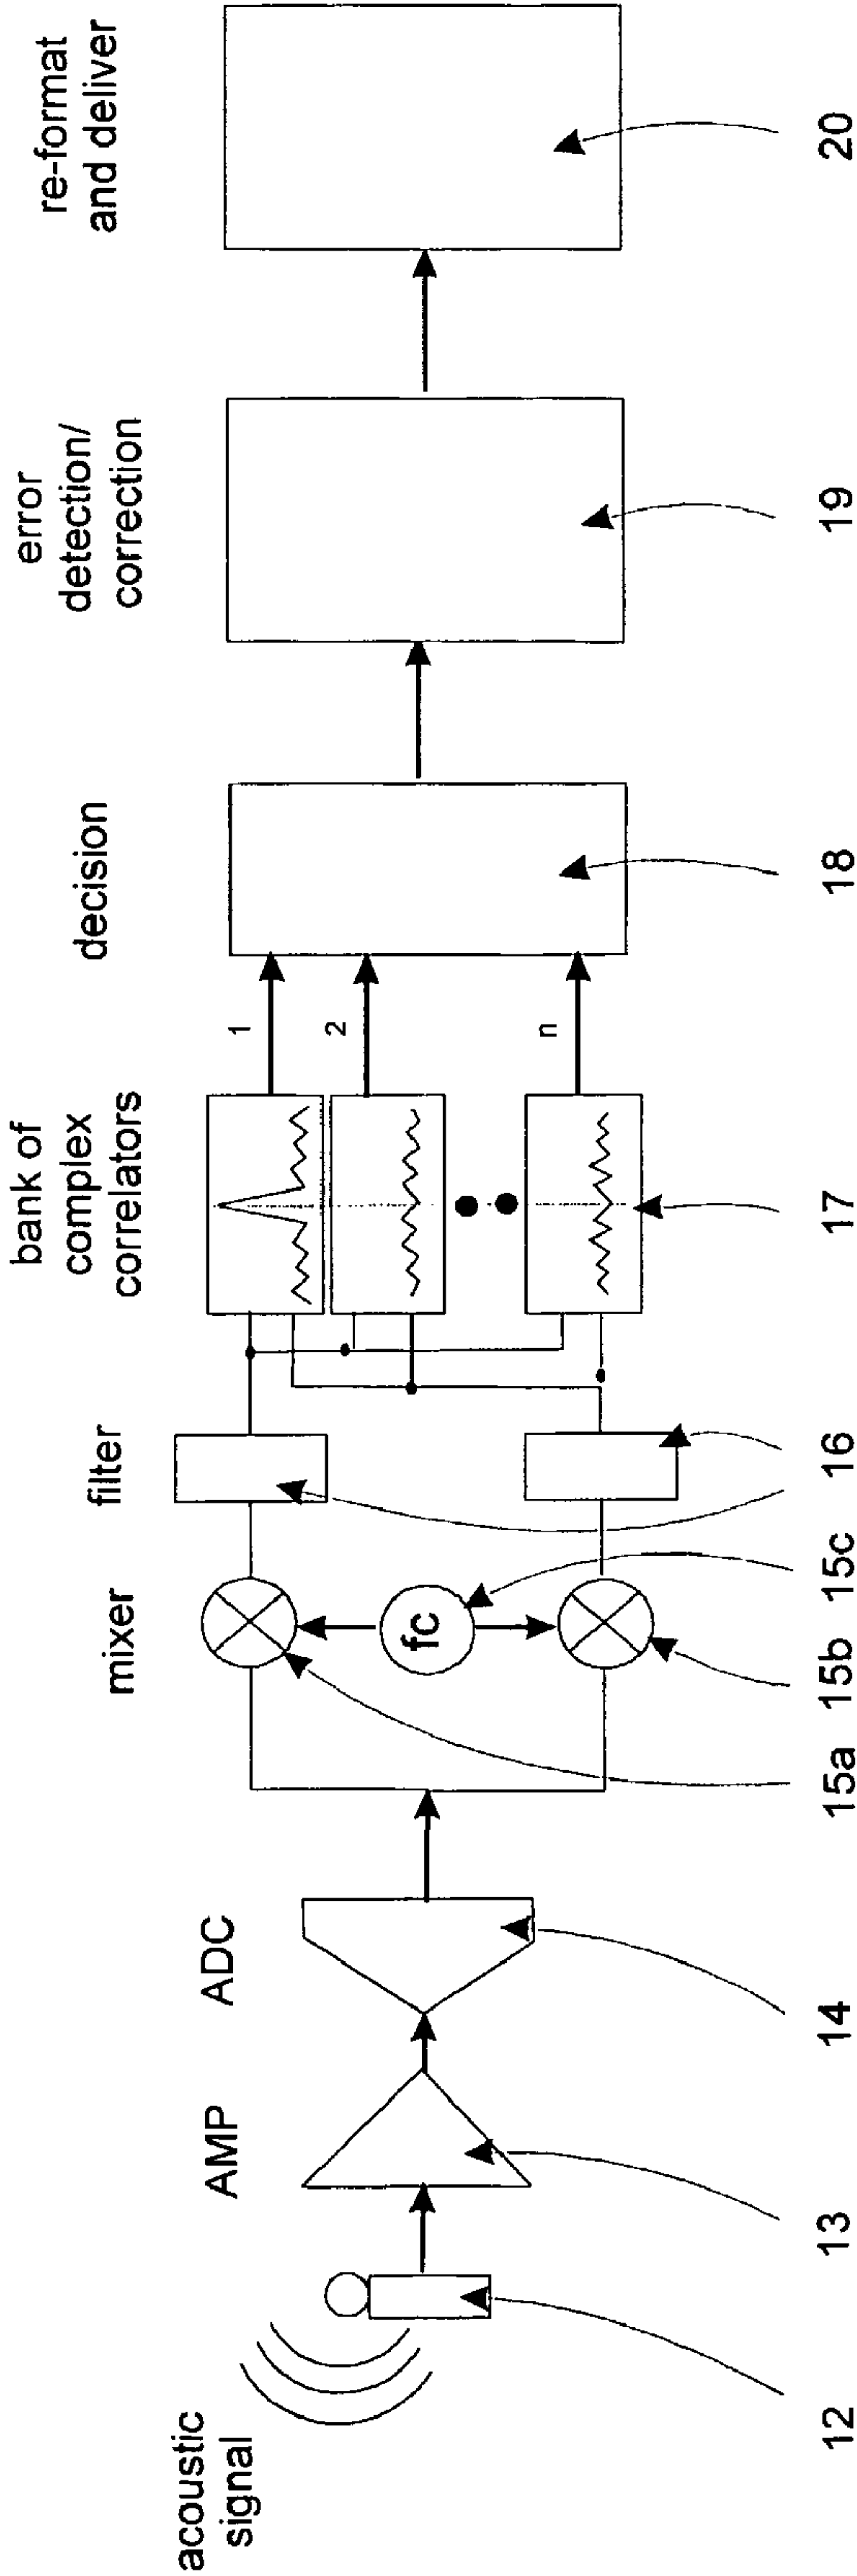 acoustic
signal
AMP
ADC
mixer
filter
bank of
complex
correlators
decision
error
detection/
correction
re-format
and deliver
fc
1
2
n
12
13
14
15a
15b
15c
16
17
18
19
20